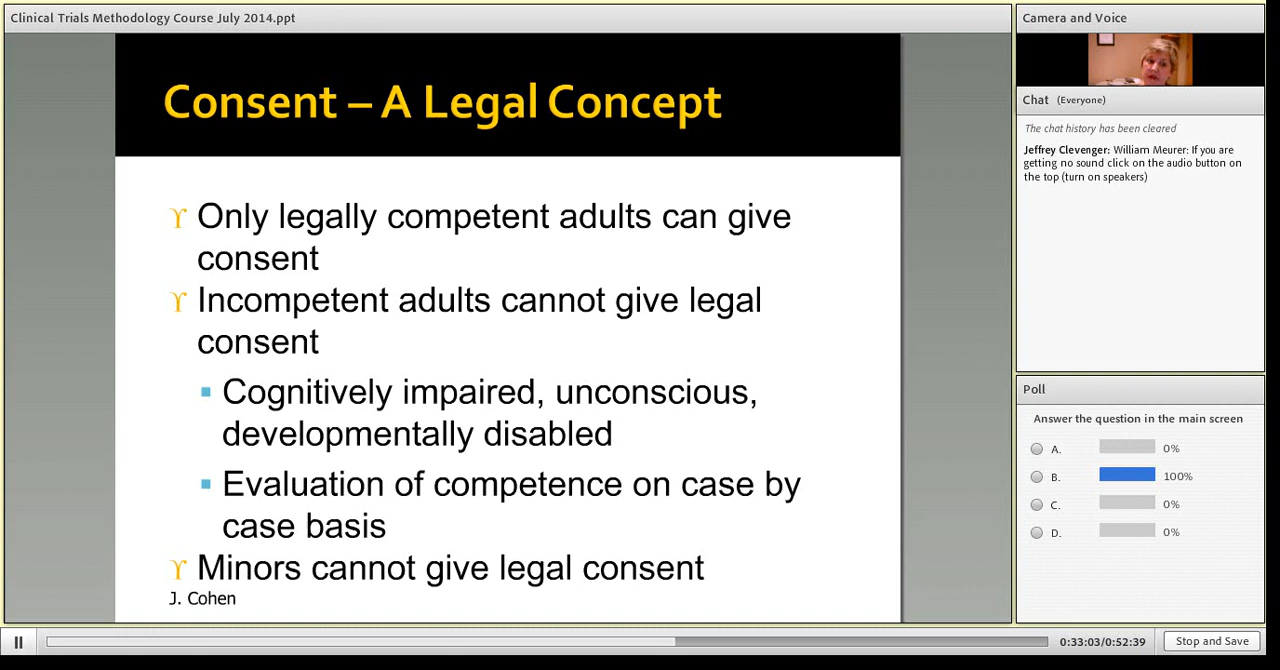 Clinical Trials Methodology Course July 2014.ppt
Consent – A Legal Concept
Only legally competent adults can give
consent
Incompetent adults cannot give legal
consent
Cognitively impaired, unconscious,
developmentally disabled
Evaluation of competence on case by
case basis
Minors cannot give legal consent
J. Cohen
Camera and Voice
Chat (Everyone)
The chat history has been cleared
Jeffrey Clevenger: William Meurer: If you are
getting no sound click on the audio button on
the top (turn on speakers)
Poll
Answer the question in the main screen
A. 0%
B. 100%
C. 0%
D. 0%
0:33:03/0:52:39
Stop and Save